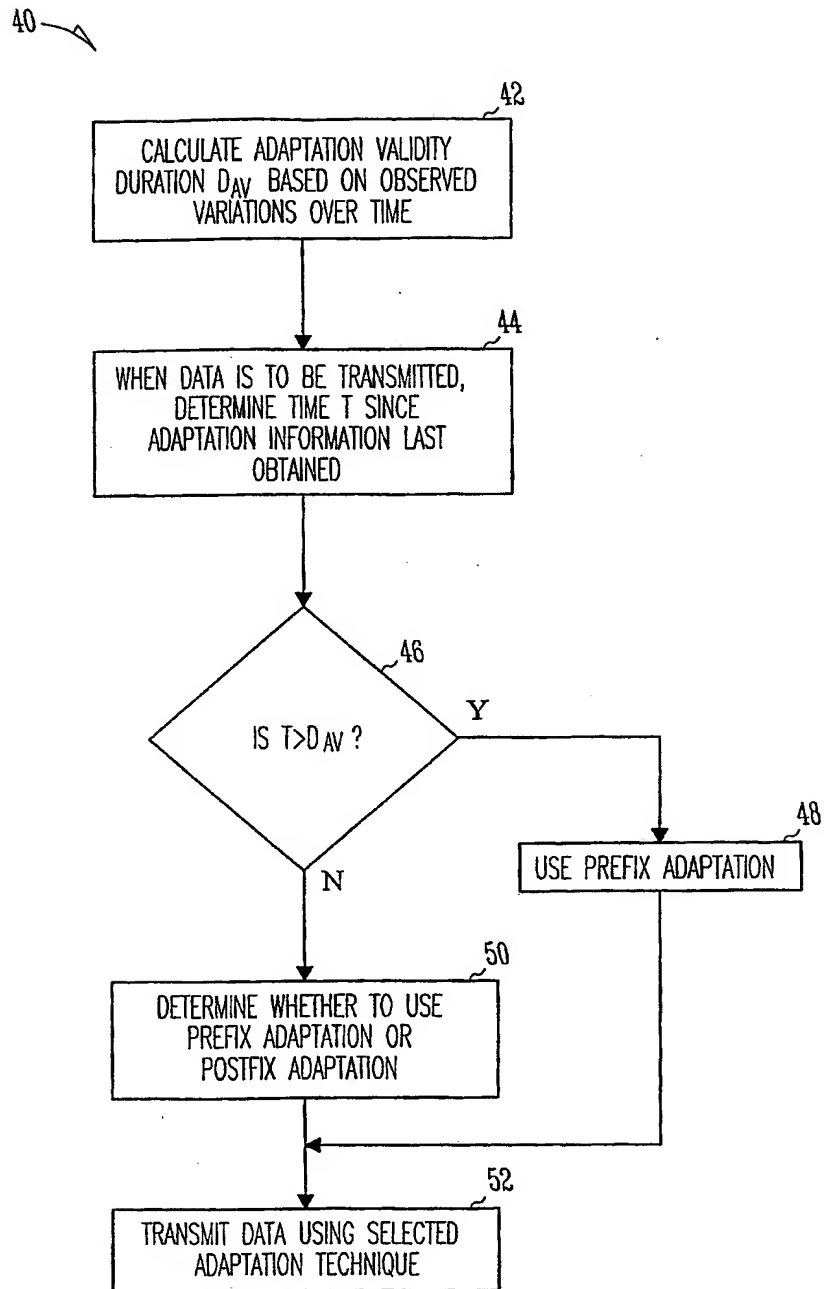 40
42
CALCULATE ADAPTATION VALIDITY
DURATION DAV BASED ON OBSERVED
VARIATIONS OVER TIME
44
WHEN DATA IS TO BE TRANSMITTED,
DETERMINE TIME T SINCE
ADAPTATION INFORMATION LAST
OBTAINED
46
IS T>DAV ?
Y
48
USE PREFIX ADAPTATION
N
50
DETERMINE WHETHER TO USE
PREFIX ADAPTATION OR
POSTFIX ADAPTATION
52
TRANSMIT DATA USING SELECTED
ADAPTATION TECHNIQUE